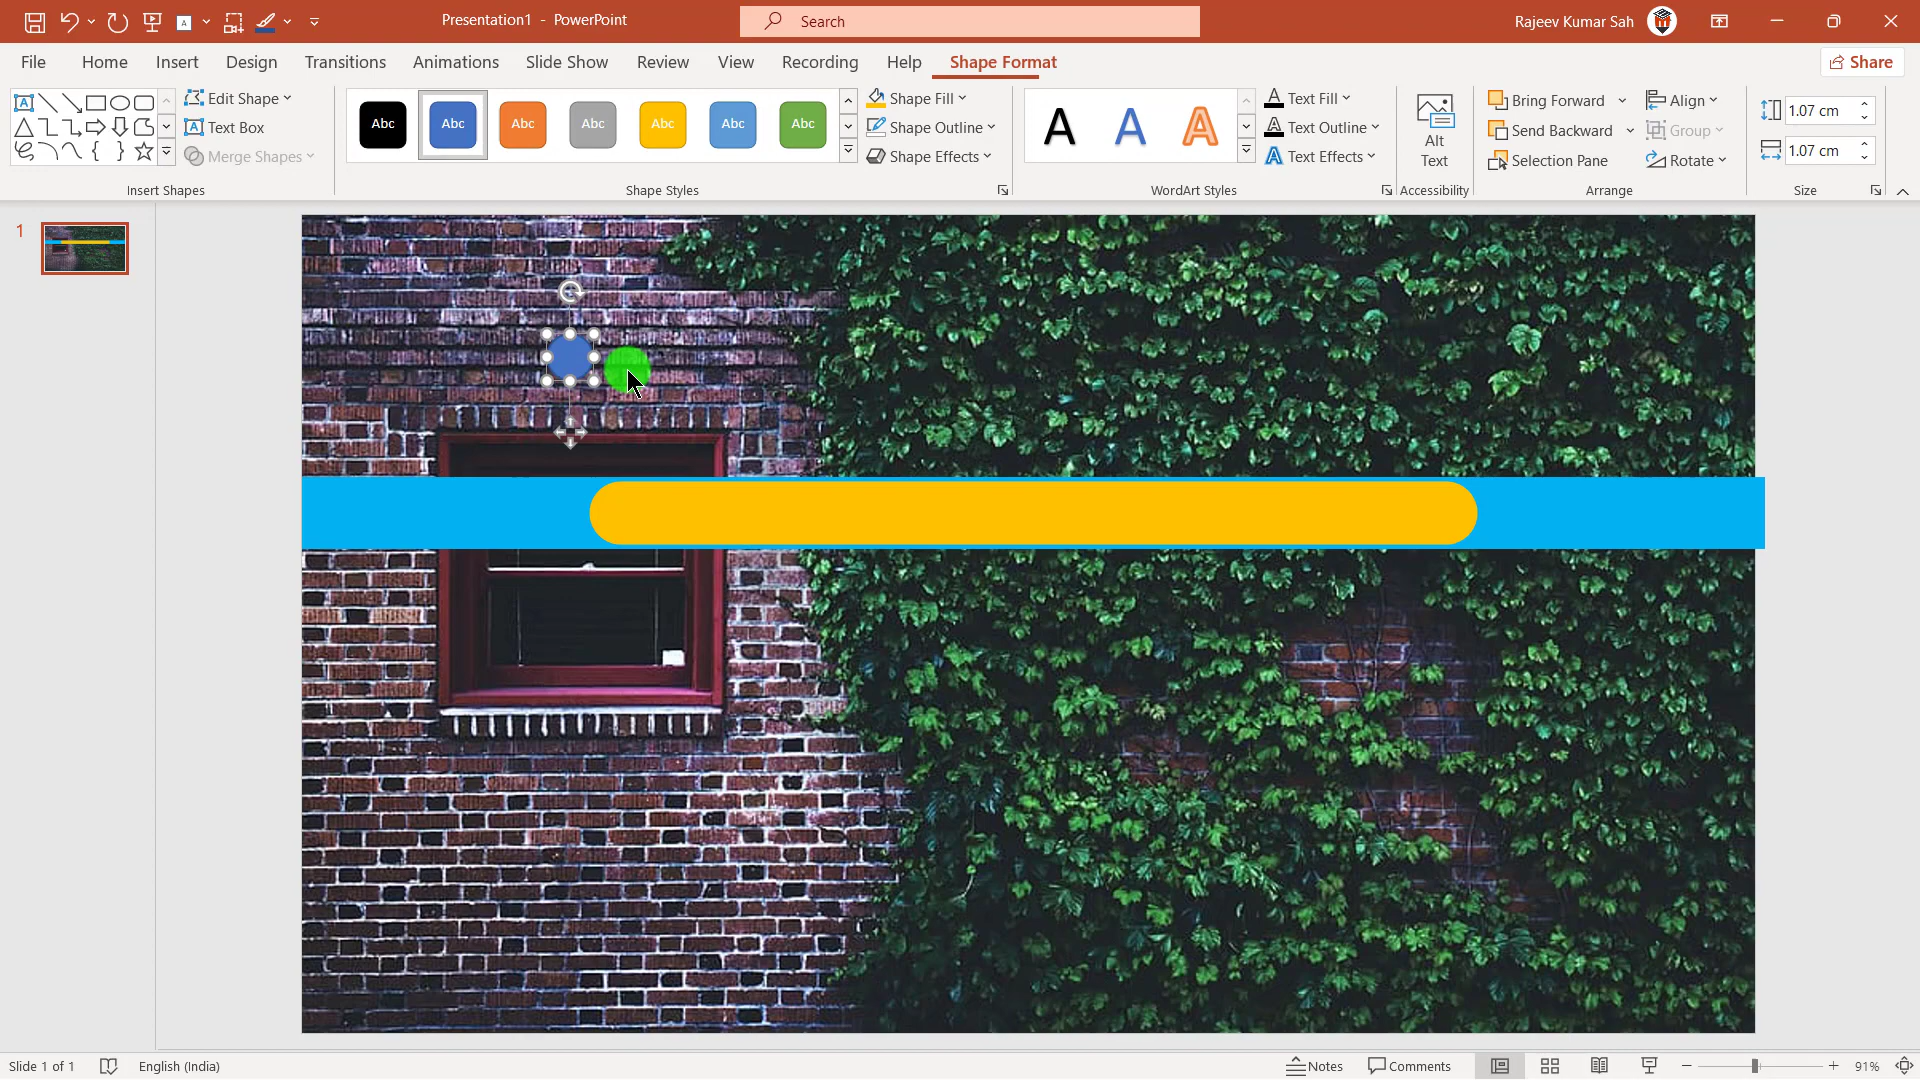 A
Presentation1 - PowerPoint
Search
Rajeev Kumar Sah
File Home Insert Design Transitions Animations Slide Show Review View Recording Help Shape Format
Share
A
Edit Shape
Text Box
Merge Shapes
Insert Shapes
Abc Abc Abc Abc Abc Abc Abc
Shape Fill
Shape Outline
Shape Effects
Shape Styles
A A A
A Text Fill
A Text Outline
A Text Effects
WordArt Styles
Alt
Text
Accessibility
Bring Forward
Send Backward
Selection Pane
Align
Group
Rotate
Arrange
1.07 cm
1.07 cm
Size
1
Slide 1 of 1
English (India)
Notes
Comments
91%